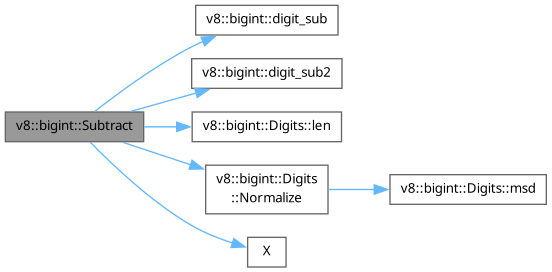 v8::bigint::digit_sub
v8::bigint::digit_sub2
v8::bigint::Subtract
v8::bigint::Digits::len
v8::bigint::Digits
::Normalize
v8::bigint::Digits::msd
X